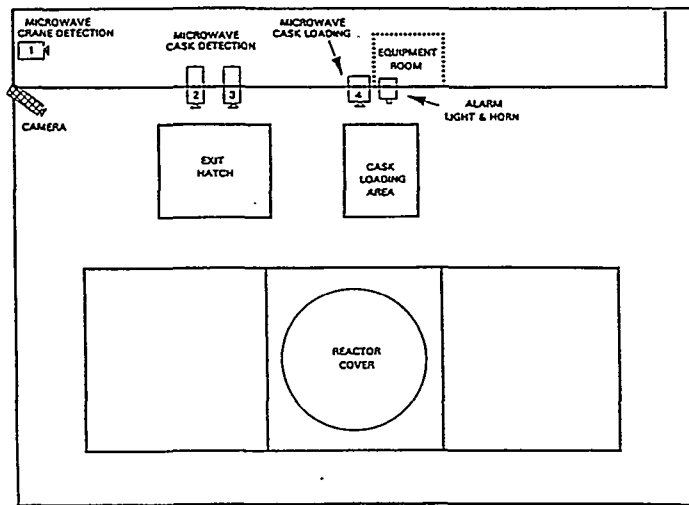 MICROWAVE
CRANE DETECTION
1
CAMERA
MICROWAVE
CASK DETECTION
2
3
MICROWAVE
CASK LOADING
4
EQUIPMENT
ROOM
ALARM
LIGHT & HORN
EXIT
HATCH
CASK
LOADING
AREA
REACTOR
COVER